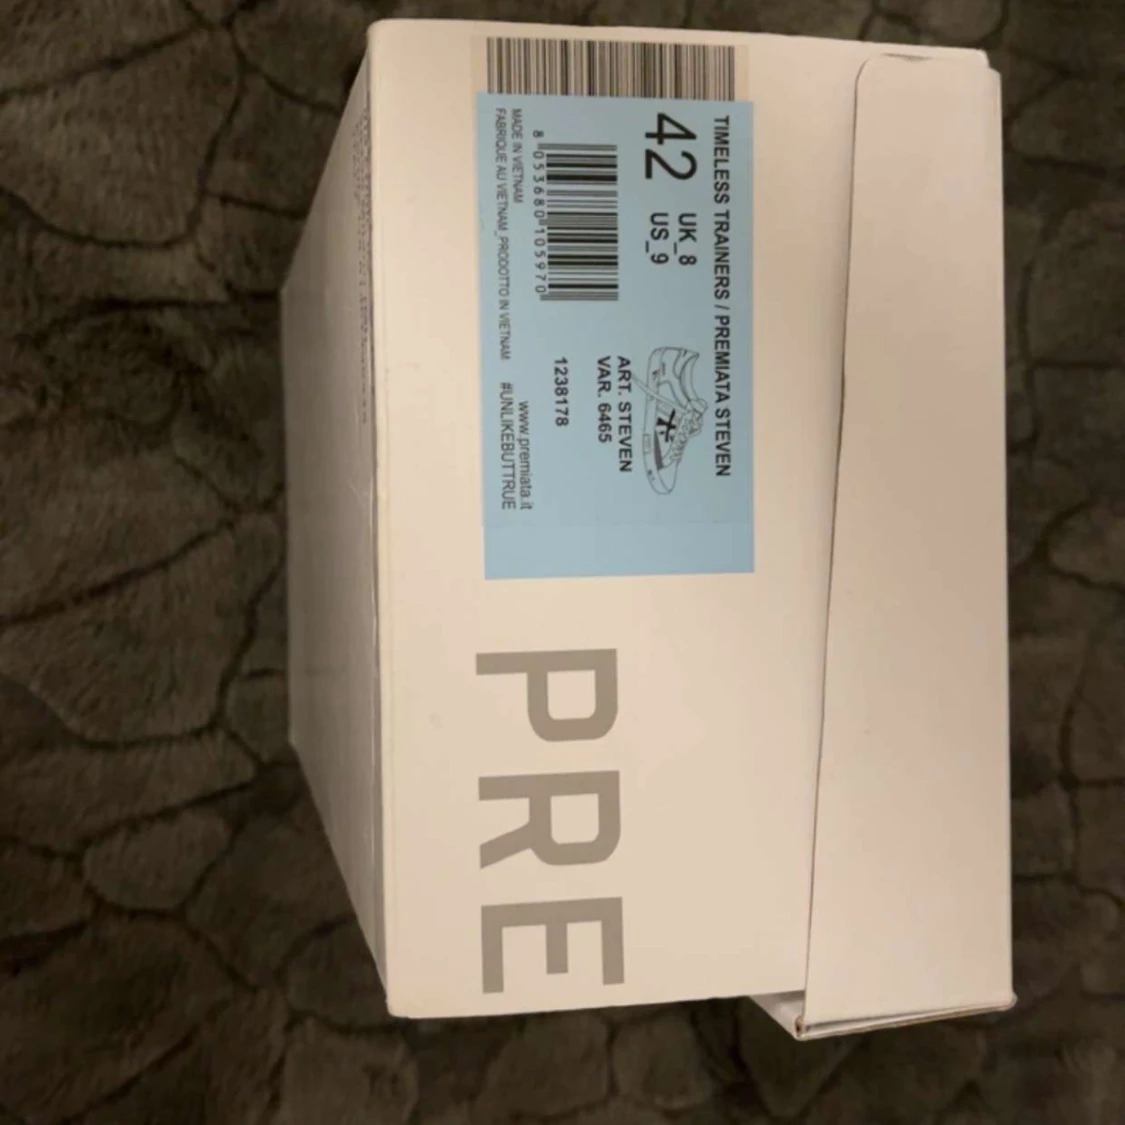 TIMELESS TRAINERS / PREMIATA STEVEN
42
UK_8
US_9
ART. STEVEN
VAR. 6465
1238178
8 053680 105970
www.premiata.it
MADE IN VIETNAM
#UNLIKEBUTTRUE
FABRIQUE AU VIETNAM_PRODOTTO IN VIETNAM
PRE